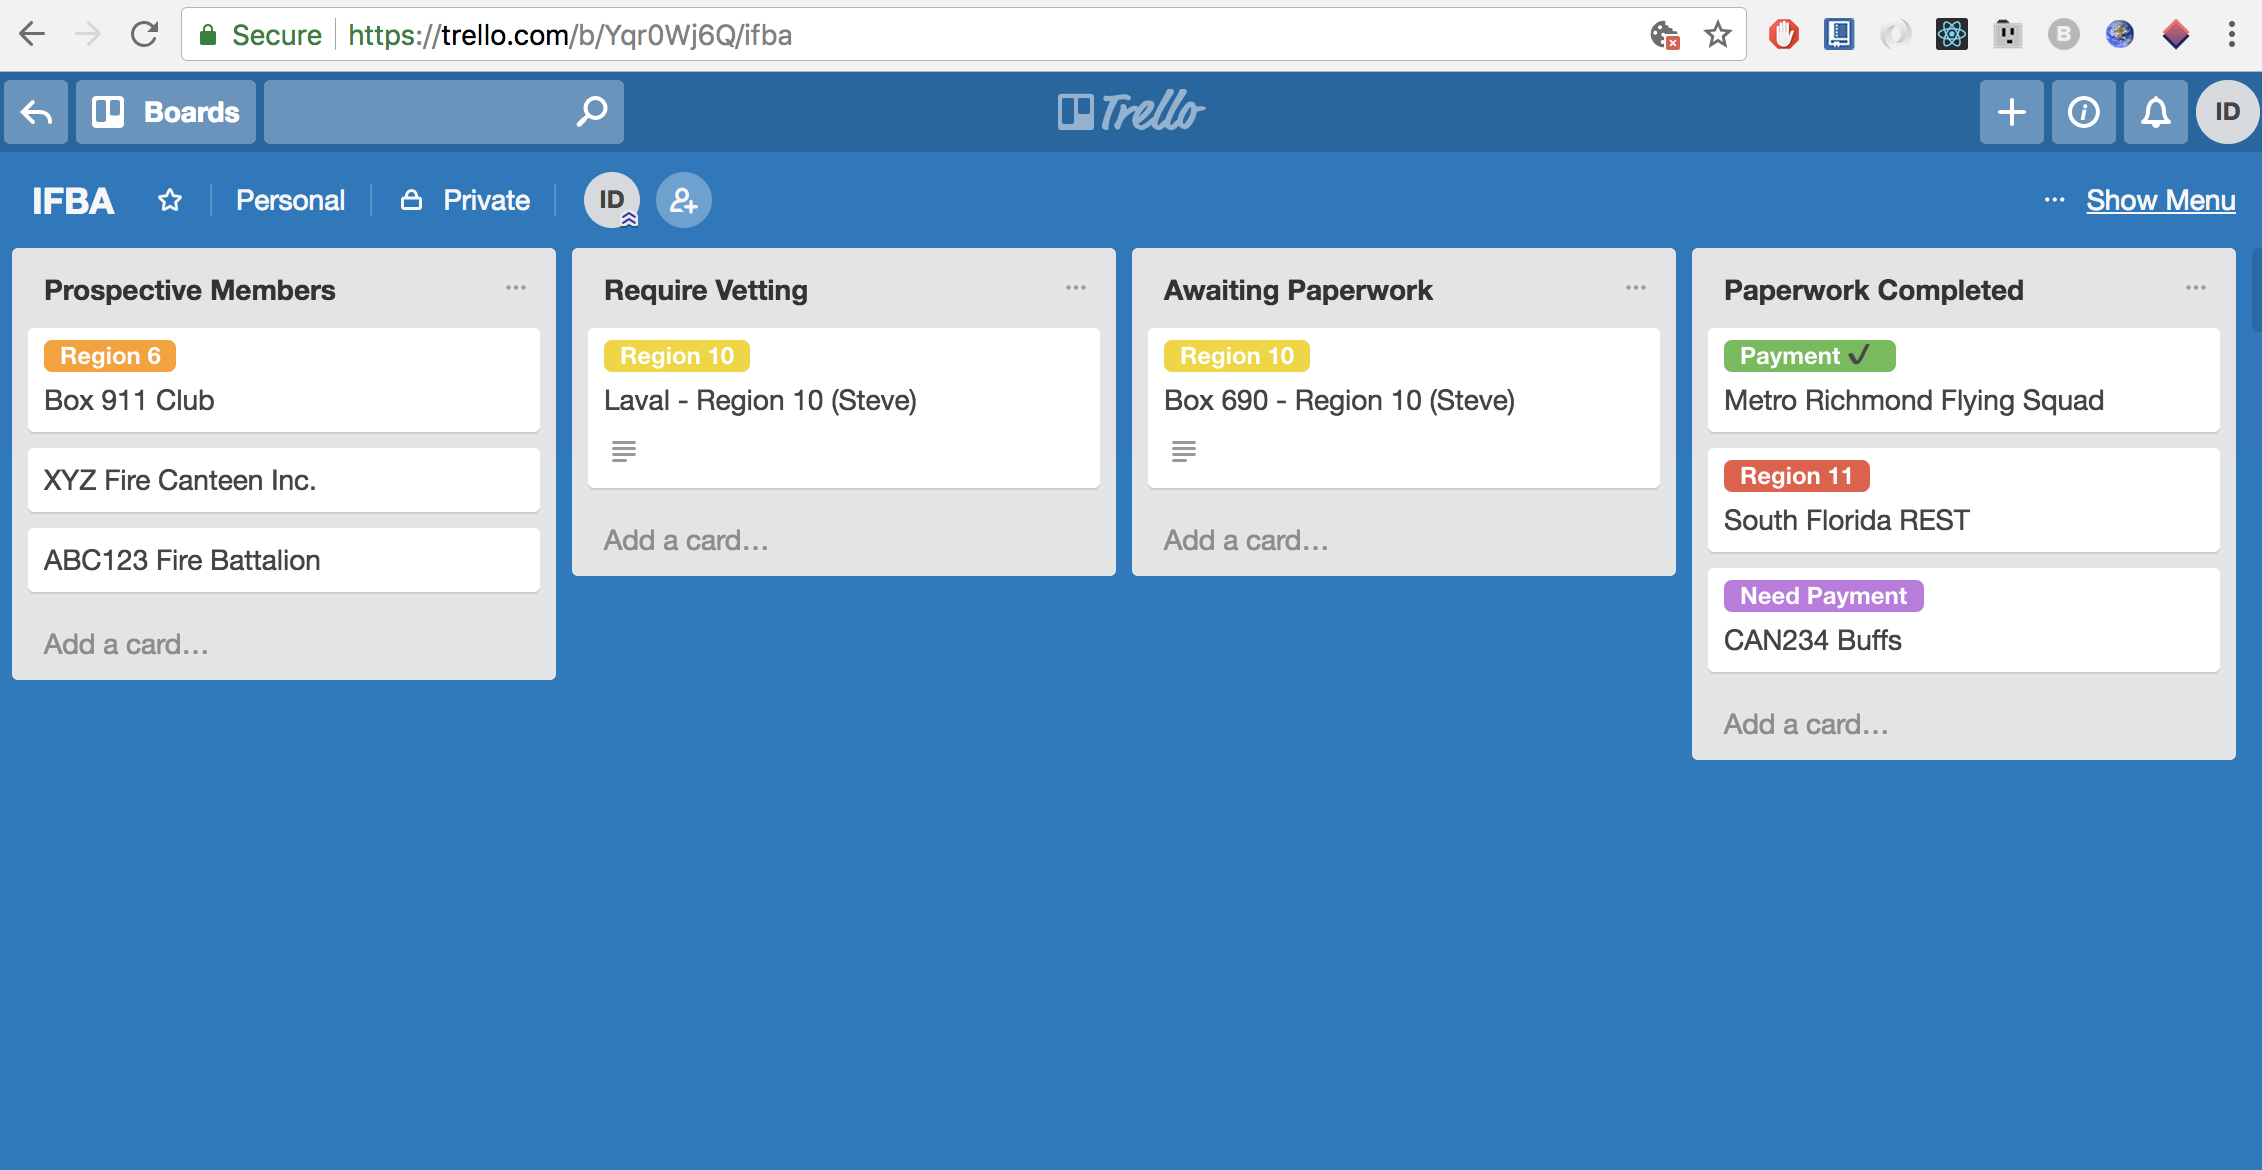 Secure https://trello.com/b/Yqr0Wj6Q/ifba
B
Boards
Trello
ID
IFBA Personal Private ID ... Show Menu
Prospective Members ...
Region 6
Box 911 Club
XYZ Fire Canteen Inc.
ABC123 Fire Battalion
Add a card...
Require Vetting ...
Region 10
Laval - Region 10 (Steve)
Add a card...
Awaiting Paperwork ...
Region 10
Box 690 - Region 10 (Steve)
Add a card...
Paperwork Completed ...
Payment ✔
Metro Richmond Flying Squad
Region 11
South Florida REST
Need Payment
CAN234 Buffs
Add a card...